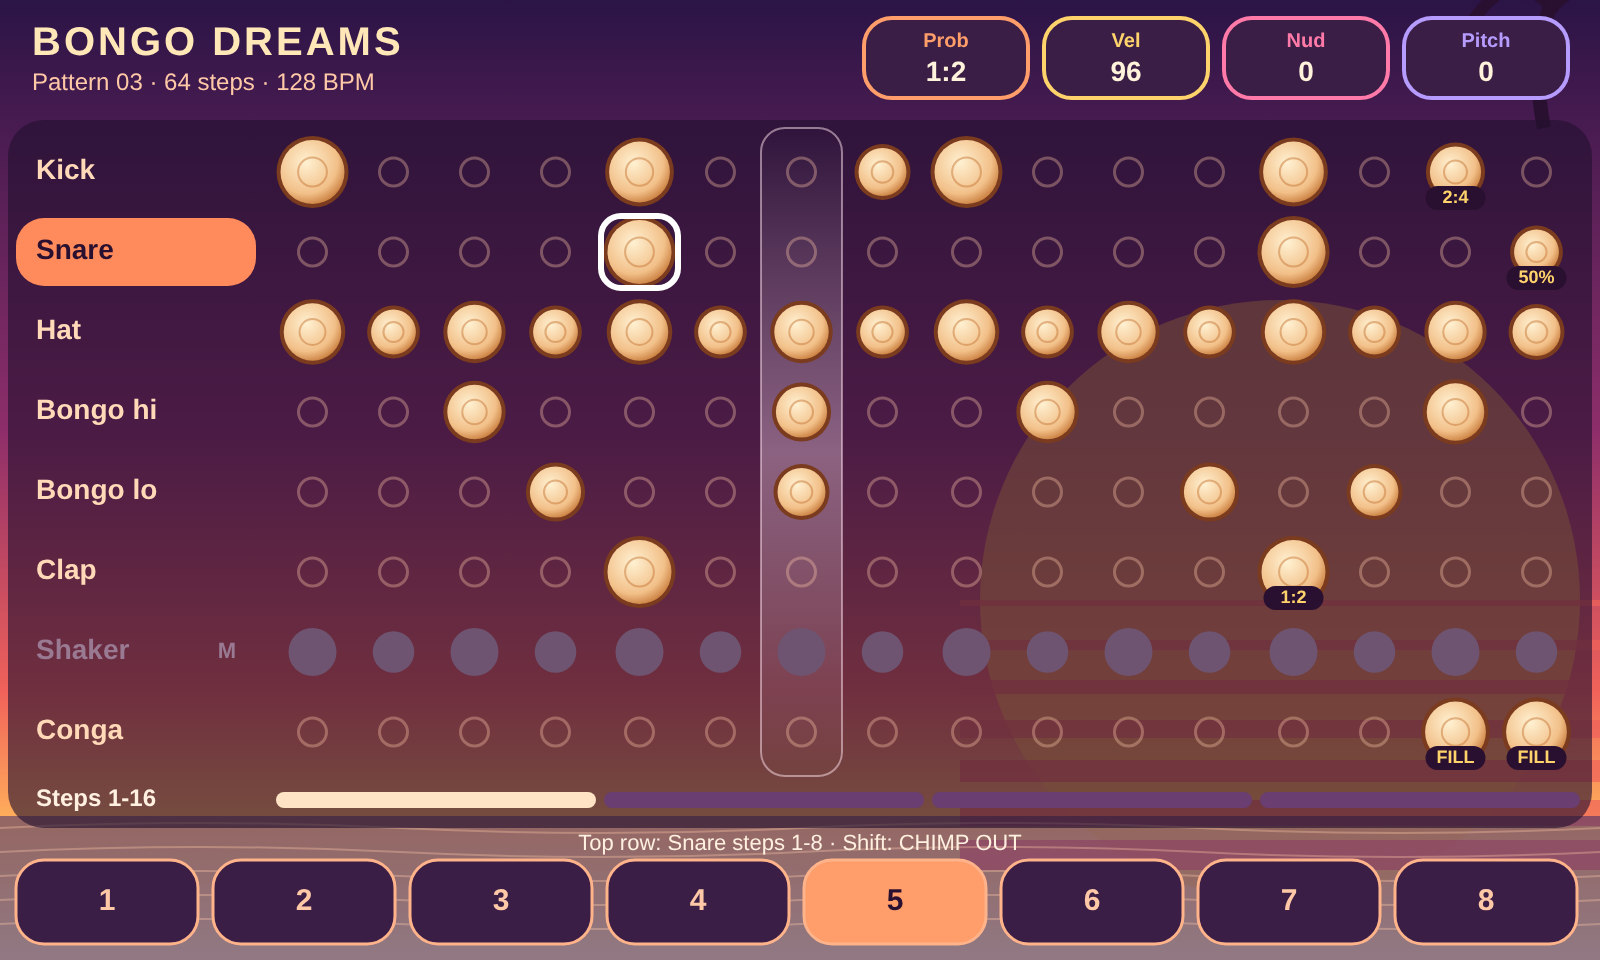 BONGO DREAMS
Pattern 03 · 64 steps · 128 BPM
Prob
1:2
Vel
96
Nud
0
Pitch
0
Kick
2:4
Snare
50%
Hat
Bongo hi
Bongo lo
Clap
1:2
Shaker M
Conga
FILL FILL
Steps 1-16
Top row: Snare steps 1-8 · Shift: CHIMP OUT
1 2 3 4 5 6 7 8